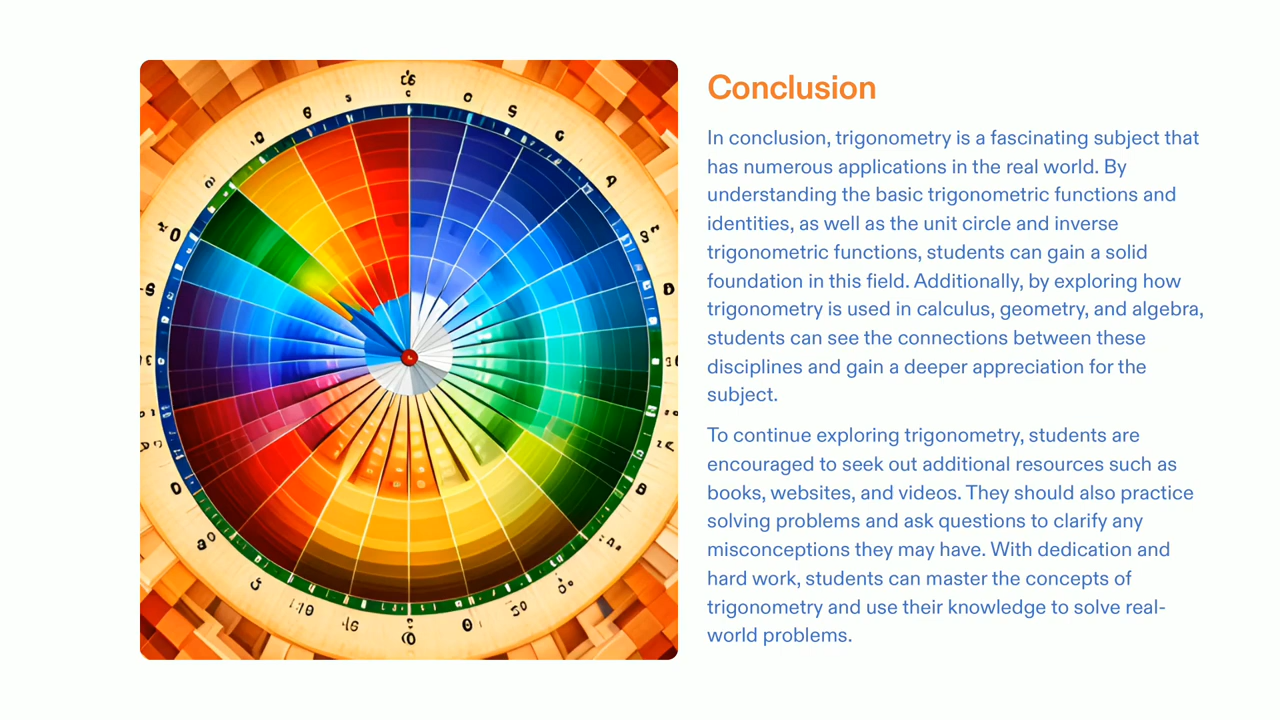 Conclusion
In conclusion, trigonometry is a fascinating subject that
has numerous applications in the real world. By
understanding the basic trigonometric functions and
identities, as well as the unit circle and inverse
trigonometric functions, students can gain a solid
foundation in this field. Additionally, by exploring how
trigonometry is used in calculus, geometry, and algebra,
students can see the connections between these
disciplines and gain a deeper appreciation for the
subject.
To continue exploring trigonometry, students are
encouraged to seek out additional resources such as
books, websites, and videos. They should also practice
solving problems and ask questions to clarify any
misconceptions they may have. With dedication and
hard work, students can master the concepts of
trigonometry and use their knowledge to solve real-
world problems.